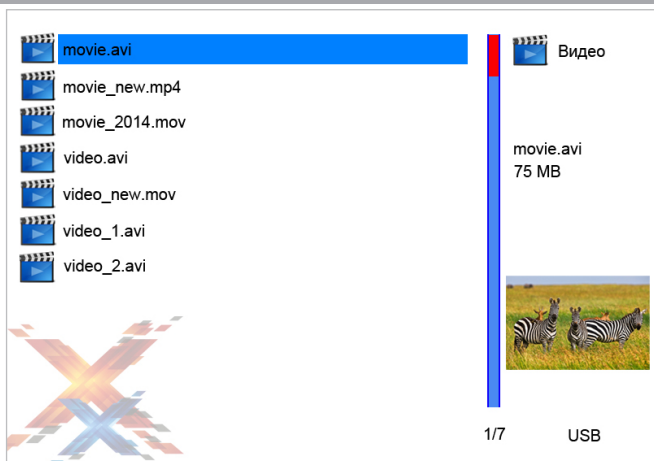 movie.avi
movie_new.mp4
movie_2014.mov
video.avi
video_new.mov
video_1.avi
video_2.avi
Видео
movie.avi
75 MB
1/7
USB